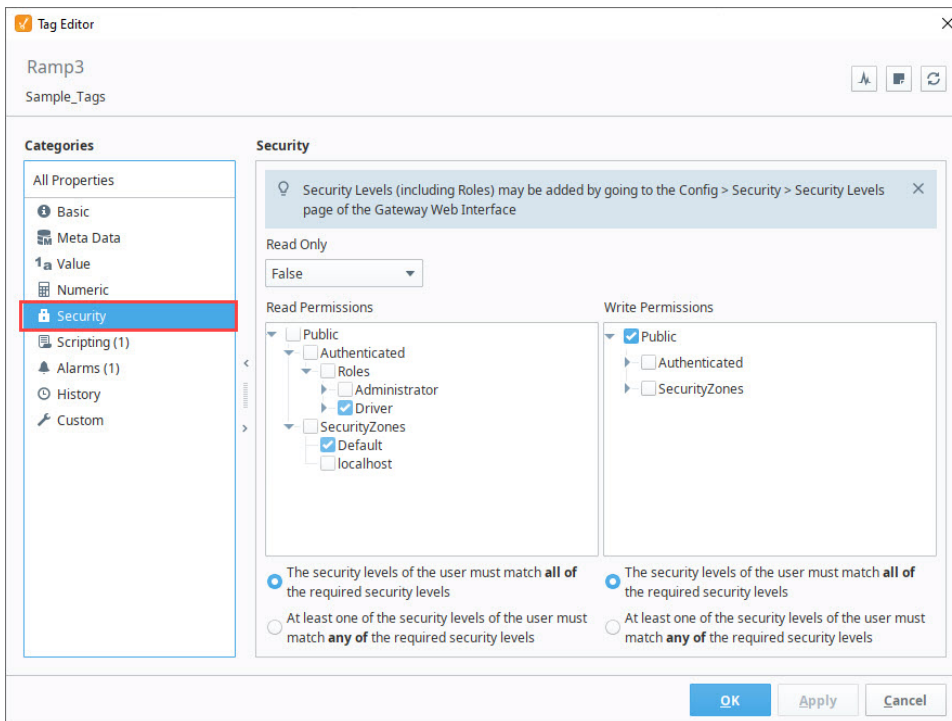 Tag Editor
Ramp3
Sample_Tags
Categories
All Properties
Basic
Meta Data
Value
Numeric
Security
Scripting (1)
Alarms (1)
History
Custom
Security
Security Levels (including Roles) may be added by going to the Config > Security > Security Levels
page of the Gateway Web Interface
Read Only
False
Read Permissions
Public
Authenticated
Roles
Administrator
Driver
SecurityZones
Default
localhost
The security levels of the user must match all of
the required security levels
At least one of the security levels of the user must
match any of the required security levels
Write Permissions
Public
Authenticated
SecurityZones
The security levels of the user must match all of
the required security levels
At least one of the security levels of the user must
match any of the required security levels
OK
Apply
Cancel